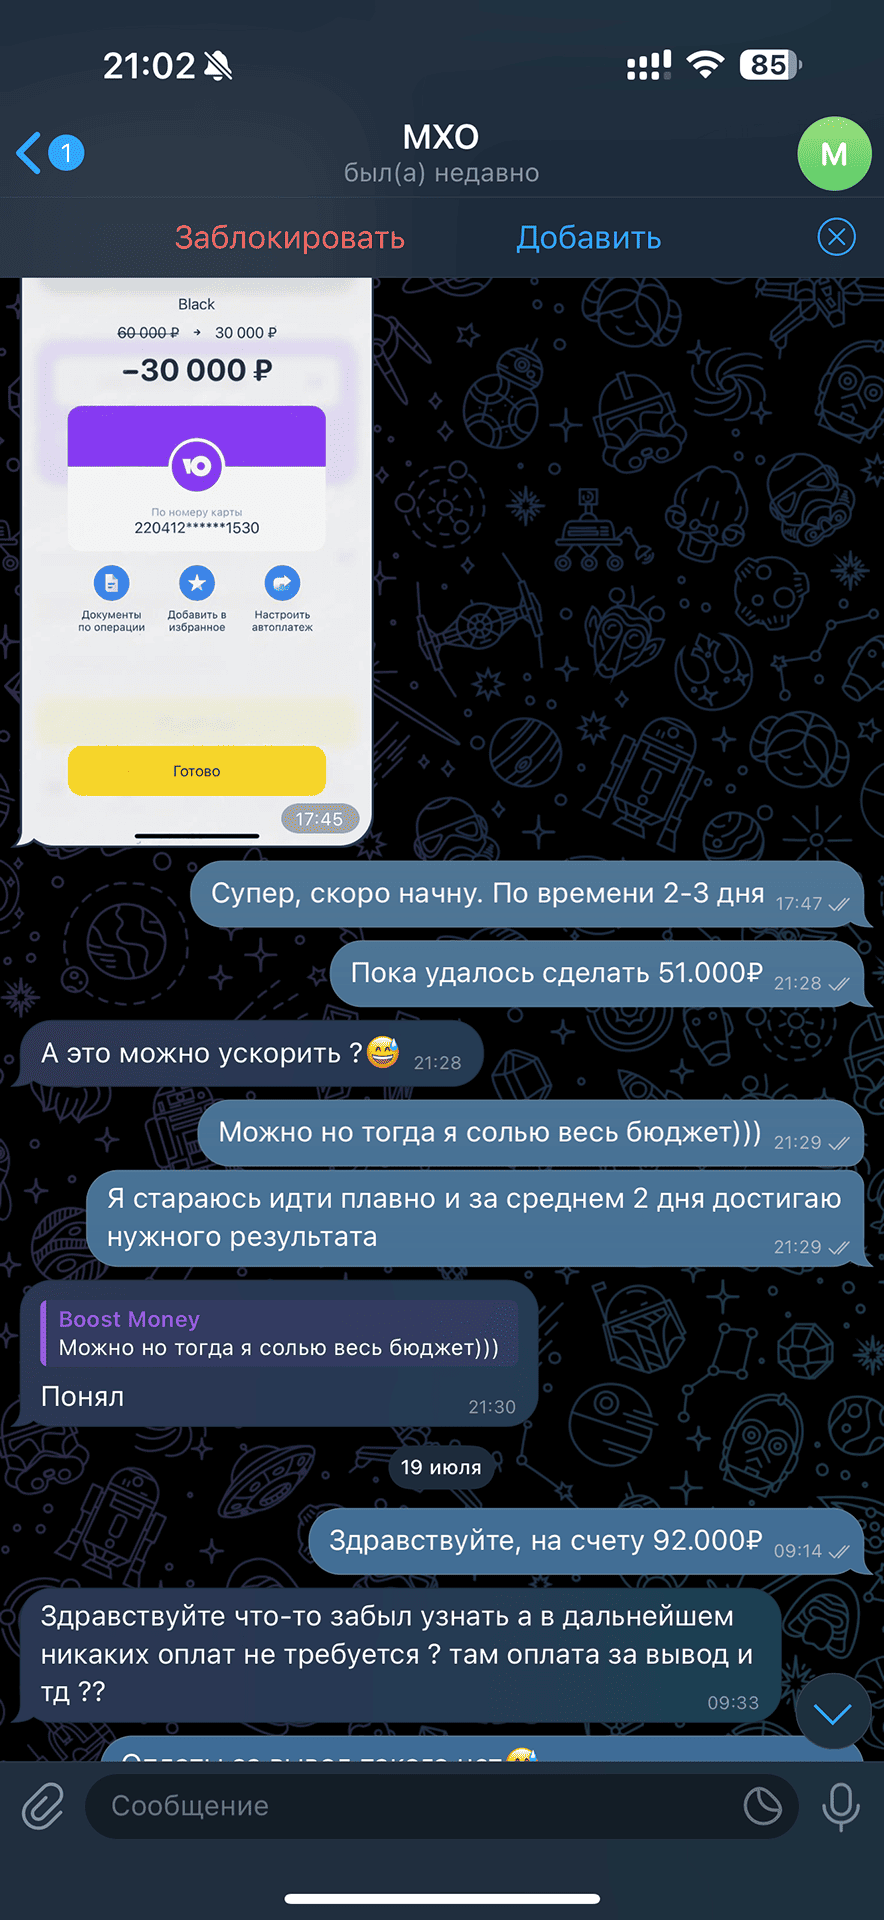 21:02
85
1
МХО
был(а) недавно
М
Заблокировать
Добавить
Black
60 000 ₽ → 30 000 ₽
–30 000 ₽
Ю
По номеру карты
220412******1530
Документы
по операции
Добавить в
избранное
Настроить
автоплатеж
Готово
17:45
Супер, скоро начну. По времени 2-3 дня 17:47
Пока удалось сделать 51.000₽ 21:28
А это можно ускорить ?😅 21:28
Можно но тогда я солью весь бюджет))) 21:29
Я стараюсь идти плавно и за среднем 2 дня достигаю
нужного результата 21:29
Boost Money
Можно но тогда я солью весь бюджет)))
Понял 21:30
19 июля
Здравствуйте, на счету 92.000₽ 09:14
Здравствуйте что-то забыл узнать а в дальнейшем
никаких оплат не требуется ? там оплата за вывод и
тд ?? 09:33
Оплаты за вывод такого нет😅
Сообщение